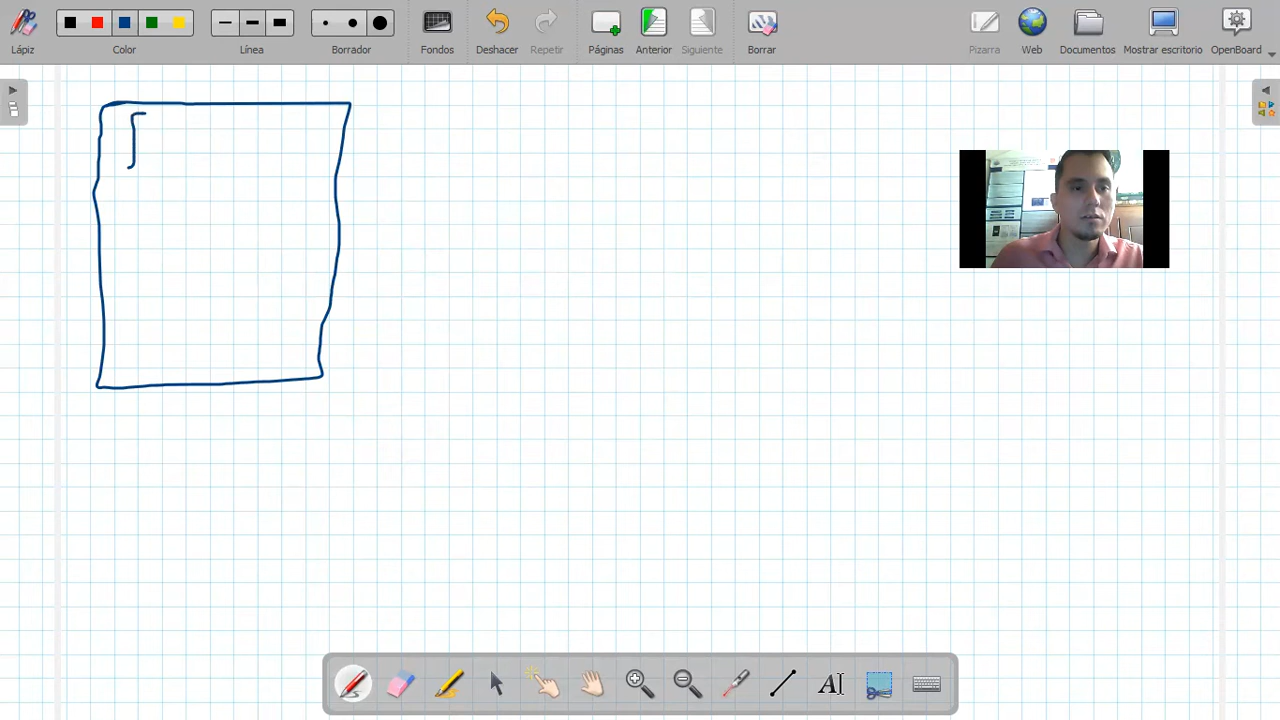 Lápiz
Color
Línea
Borrador
Fondos
Deshacer
Repetir
Páginas
Anterior
Siguiente
Borrar
Pizarra
Web
Documentos
Mostrar escritorio
OpenBoard
∫